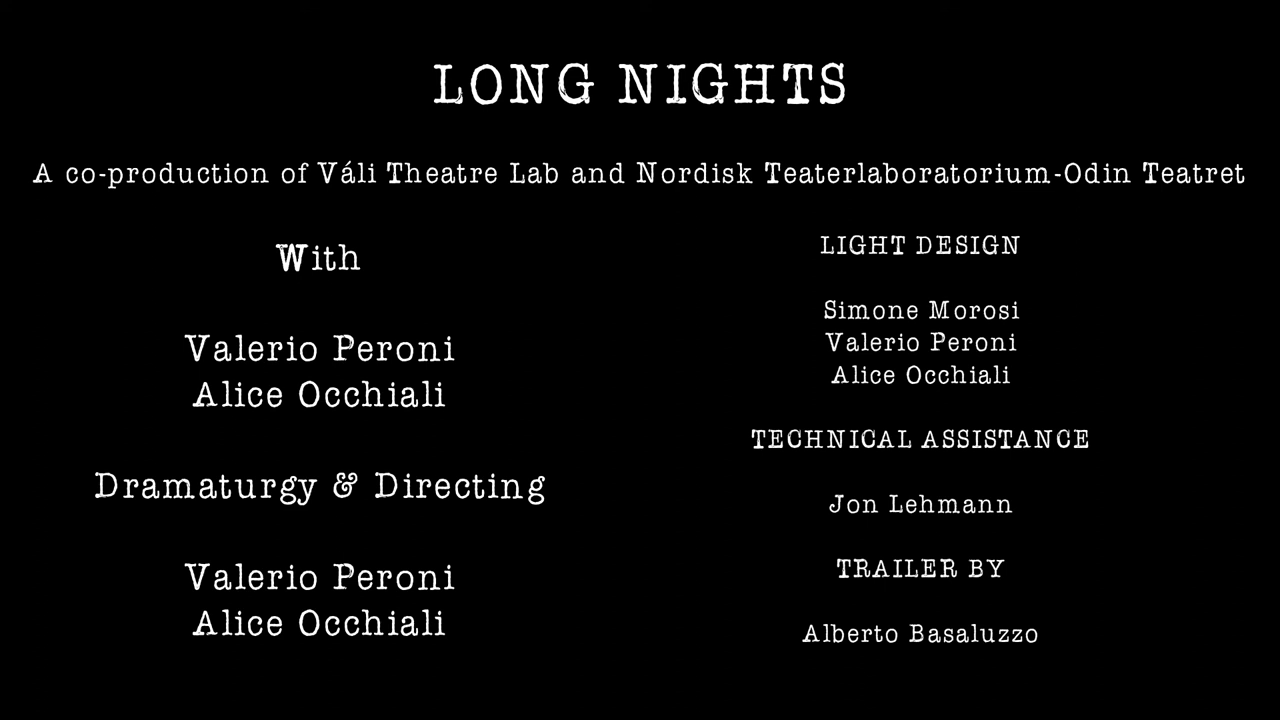 LONG NIGHTS
A co-production of Váli Theatre Lab and Nordisk Teaterlaboratorium-Odin Teatret
With
Valerio Peroni
Alice Occhiali
Dramaturgy & Directing
Valerio Peroni
Alice Occhiali
LIGHT DESIGN
Simone Morosi
Valerio Peroni
Alice Occhiali
TECHNICAL ASSISTANCE
Jon Lehmann
TRAILER BY
Alberto Basaluzzo